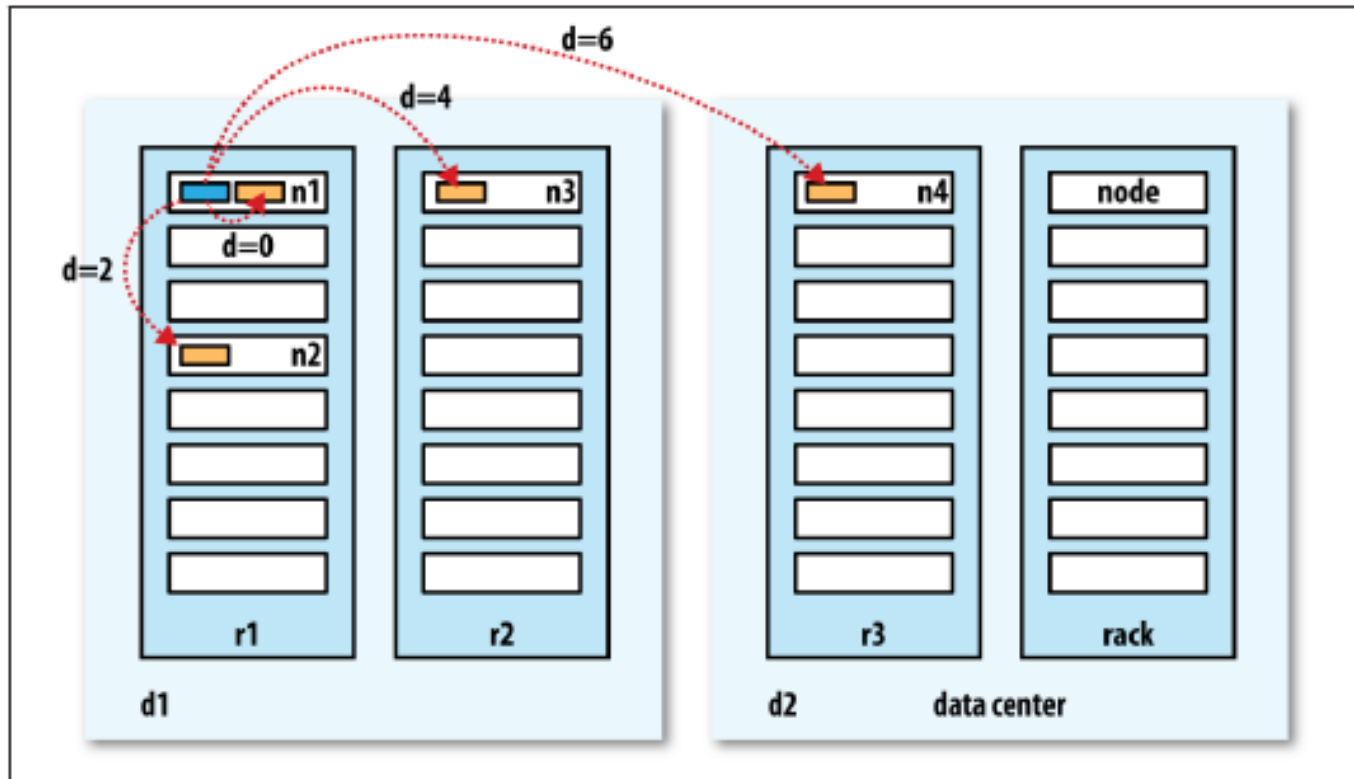 d=6
d=4
n1
n3
n4
node
d=0
d=2
n2
r1
r2
r3
rack
d1
d2
data center